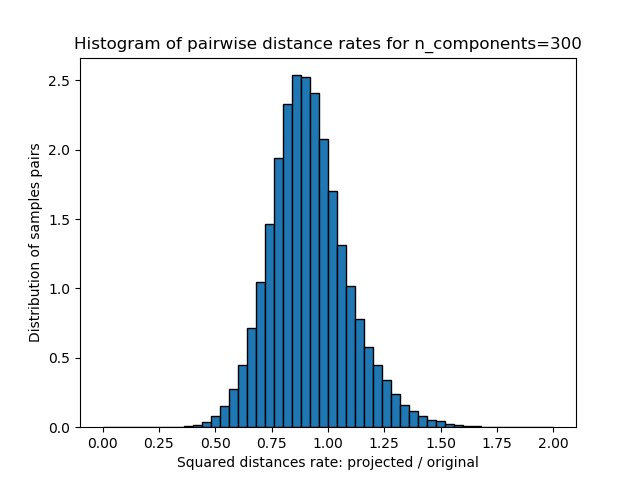 Histogram of pairwise distance rates for n_components=300
2.5
2.0
1.5
1.0
0.5
0.0
Distribution of samples pairs
0.00 0.25 0.50 0.75 1.00 1.25 1.50 1.75 2.00
Squared distances rate: projected / original